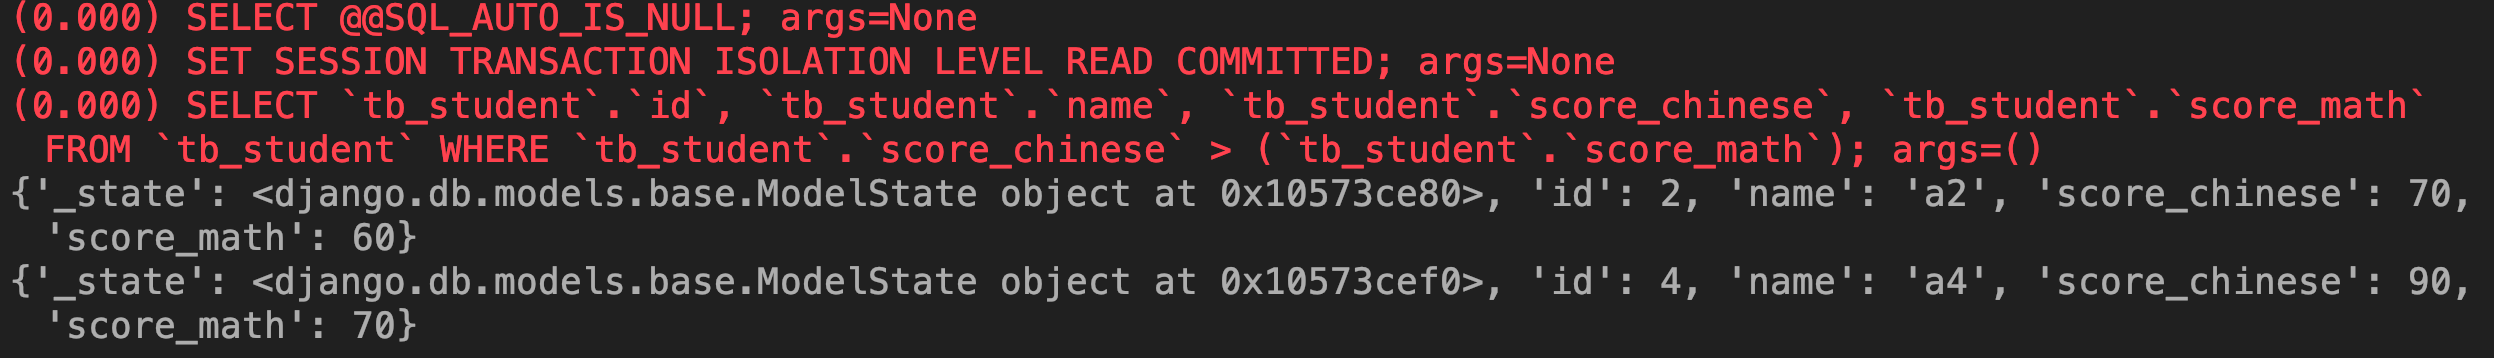 (0.000) SELECT @@SQL_AUTO_IS_NULL; args=None
(0.000) SET SESSION TRANSACTION ISOLATION LEVEL READ COMMITTED; args=None
(0.000) SELECT `tb_student`.`id`, `tb_student`.`name`, `tb_student`.`score_chinese`, `tb_student`.`score_math`
FROM `tb_student` WHERE `tb_student`.`score_chinese` > (`tb_student`.`score_math`); args=()
{'_state': <django.db.models.base.ModelState object at 0x10573ce80>, 'id': 2, 'name': 'a2', 'score_chinese': 70,
'score_math': 60}
{'_state': <django.db.models.base.ModelState object at 0x10573cef0>, 'id': 4, 'name': 'a4', 'score_chinese': 90,
'score_math': 70}